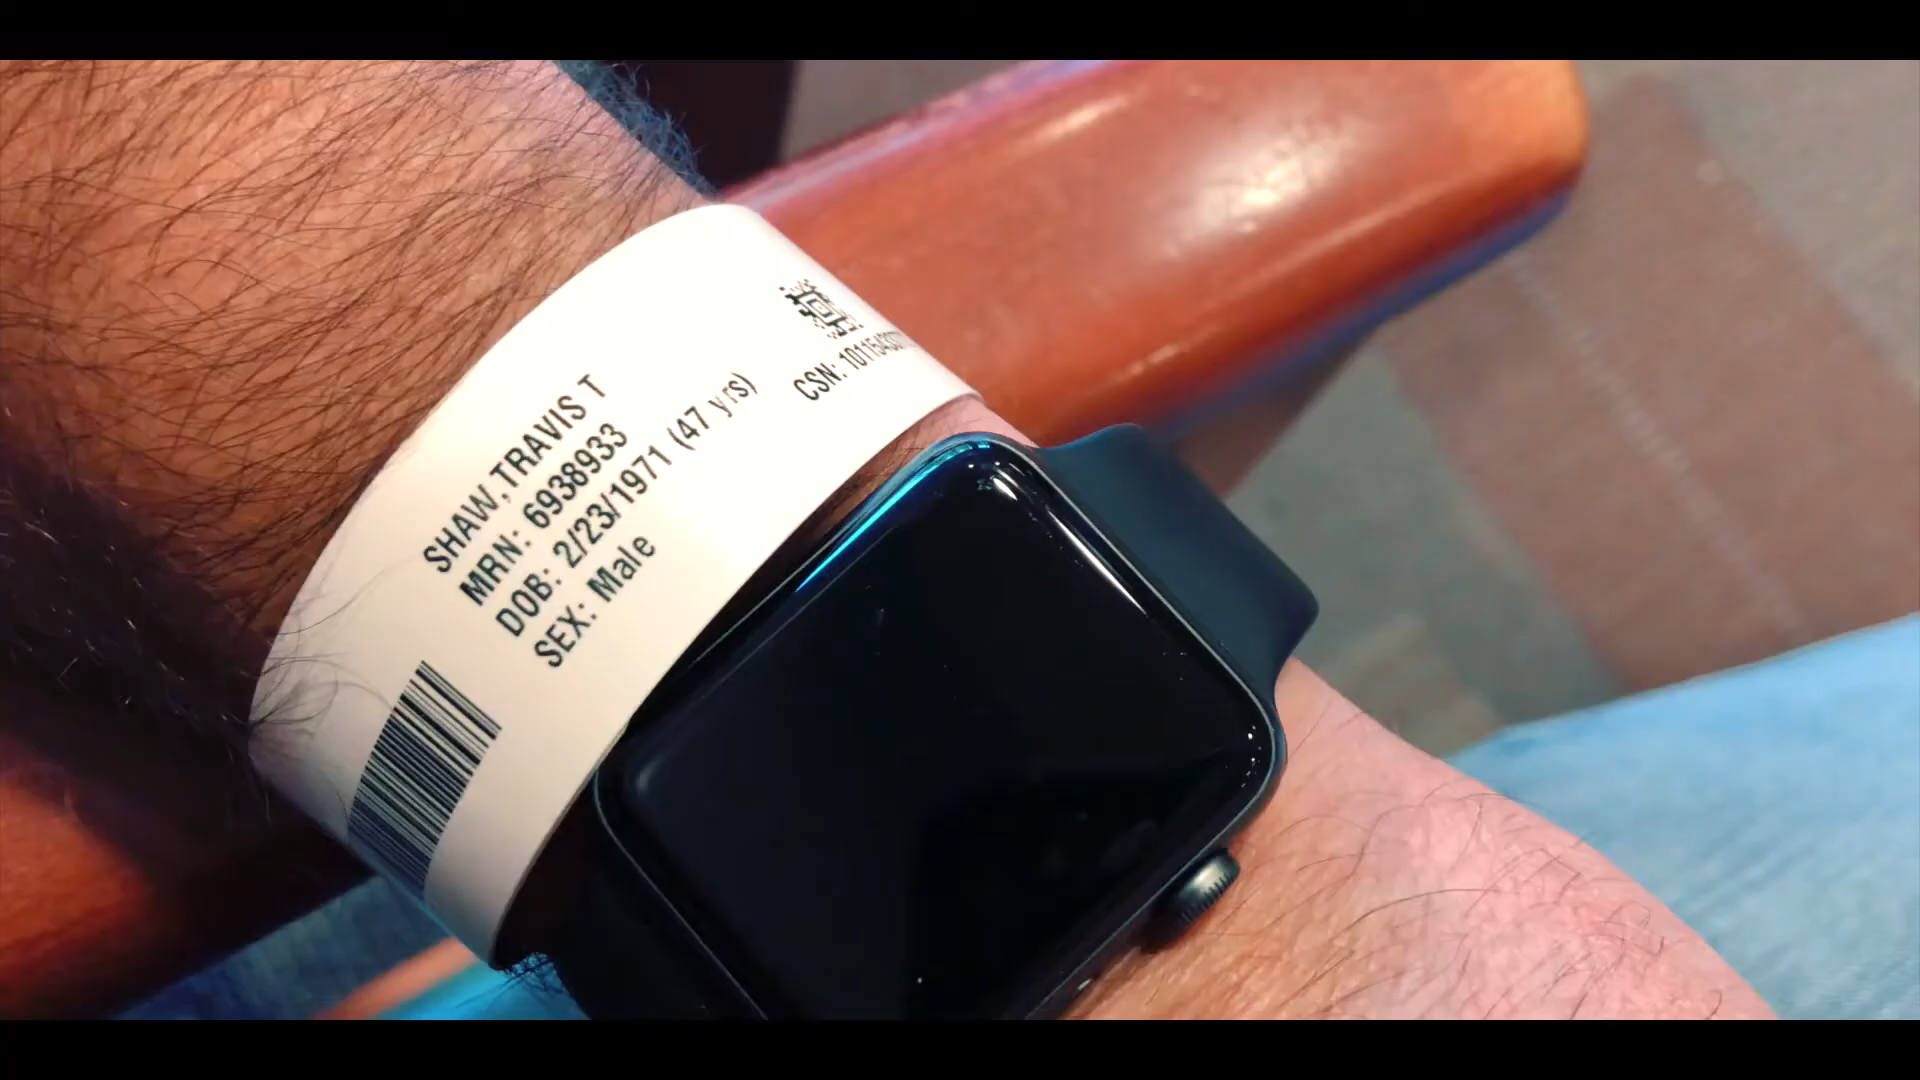 SHAW,TRAVIS T
MRN: 6938933
DOB: 2/23/1971 (47 yrs)
SEX: Male
CSN: